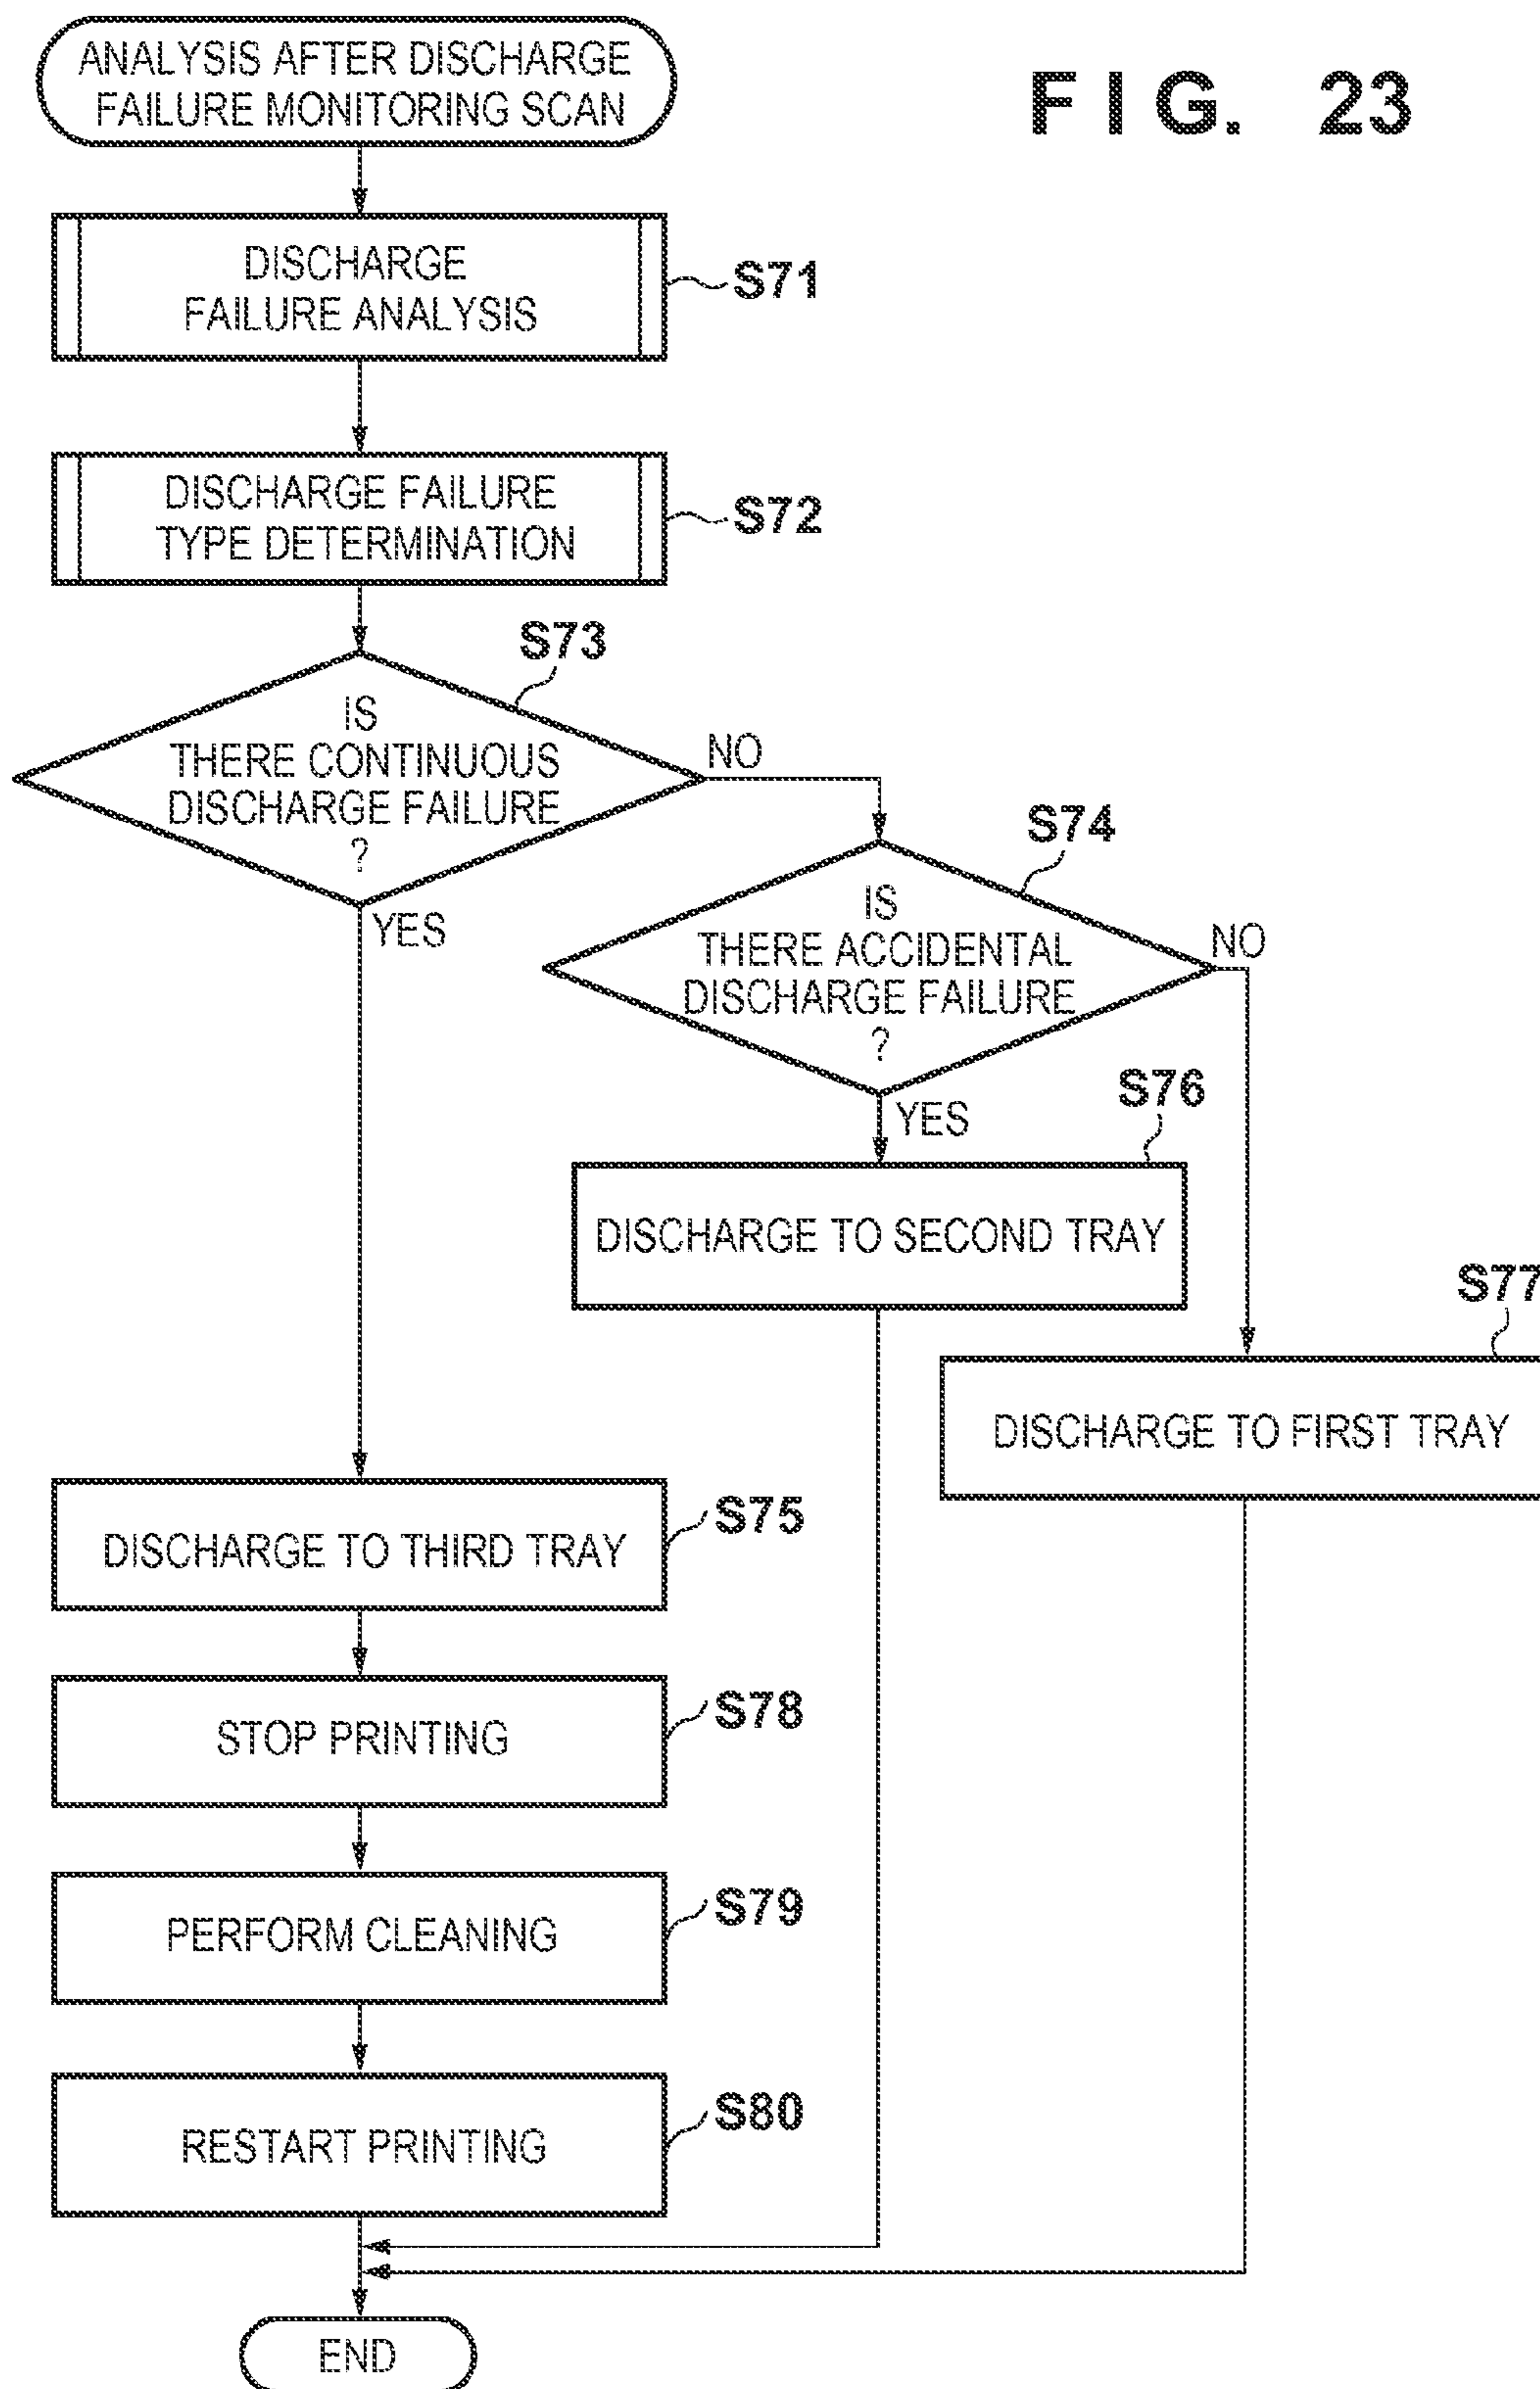 ANALYSIS AFTER DISCHARGE
FAILURE MONITORING SCAN
FIG. 23
DISCHARGE
FAILURE ANALYSIS
S71
DISCHARGE FAILURE
TYPE DETERMINATION
S72
S73
IS
THERE CONTINUOUS
DISCHARGE FAILURE
?
NO
YES
S74
IS
THERE ACCIDENTAL
DISCHARGE FAILURE
?
NO
YES
S76
DISCHARGE TO SECOND TRAY
S77
DISCHARGE TO FIRST TRAY
DISCHARGE TO THIRD TRAY
S75
STOP PRINTING
S78
PERFORM CLEANING
S79
RESTART PRINTING
S80
END